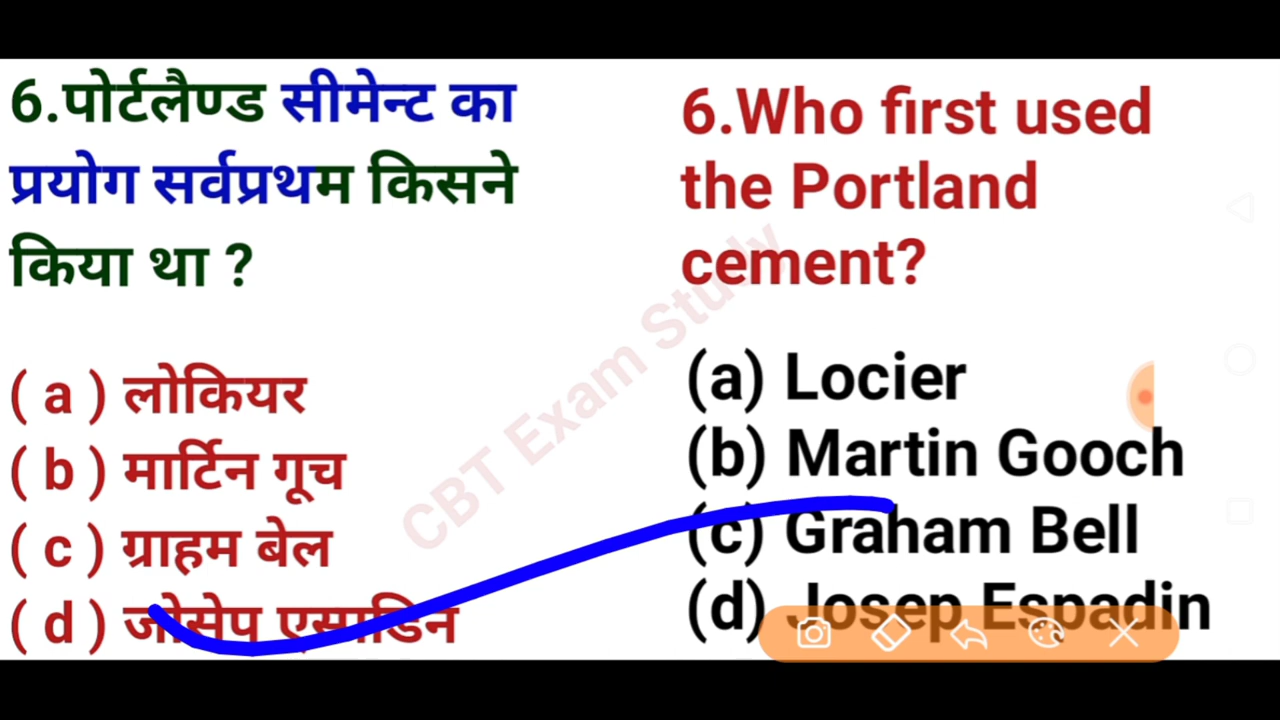 6.पोर्टलैण्ड सीमेन्ट का
प्रयोग सर्वप्रथम किसने
किया था ?
( a ) लोकियर
( b ) मार्टिन गूच
( c ) ग्राहम बेल
( d ) जोसेप एस्पाडिन
6.Who first used
the Portland
cement?
(a) Locier
(b) Martin Gooch
(c) Graham Bell
(d) Josep Espadin
CBT Exam Study